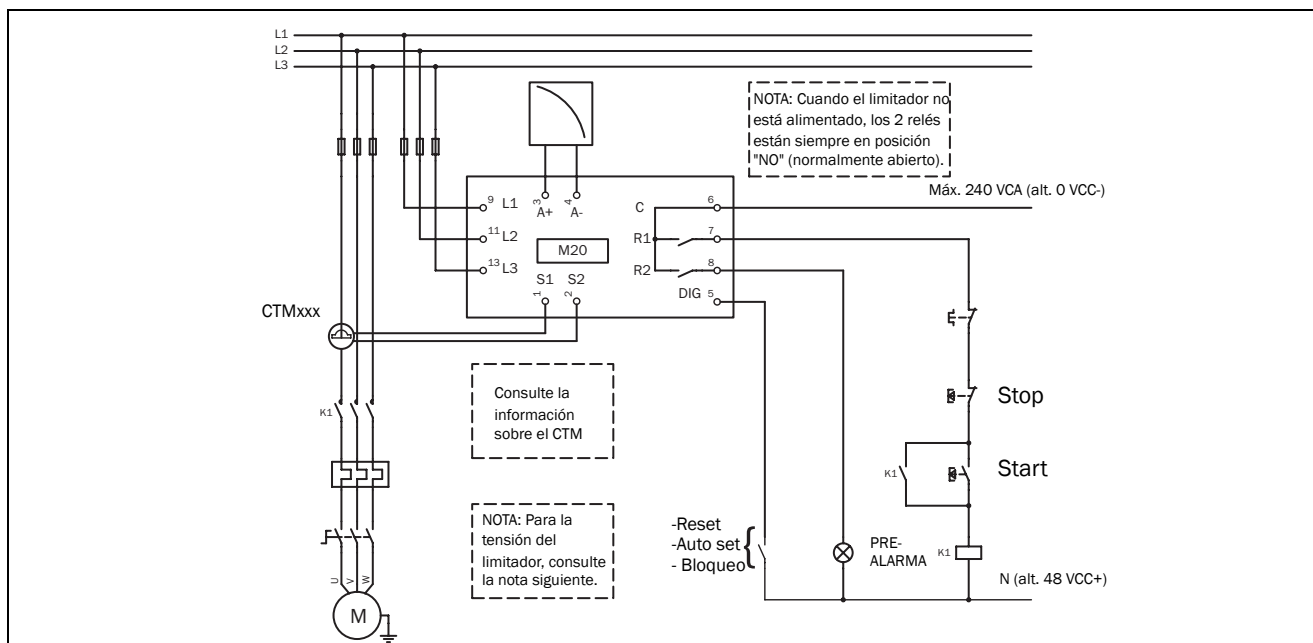 L1
L2
L3
NOTA: Cuando el limitador no
está alimentado, los 2 relés
están siempre en posición
"NO" (normalmente abierto).
Máx. 240 VCA (alt. 0 VCC-)
9 L1
3 A+
4 A-
C 6
11 L2
M20
R1 7
13 L3
S1 S2
R2 8
1 2
DIG 5
CTMxxx
Consulte la
información
sobre el CTM
K1
Stop
K1
Start
NOTA: Para la
tensión del
limitador, consulte
la nota siguiente.
-Reset
-Auto set
- Bloqueo
PRE-
ALARMA
K1
N (alt. 48 VCC+)
U V W
M